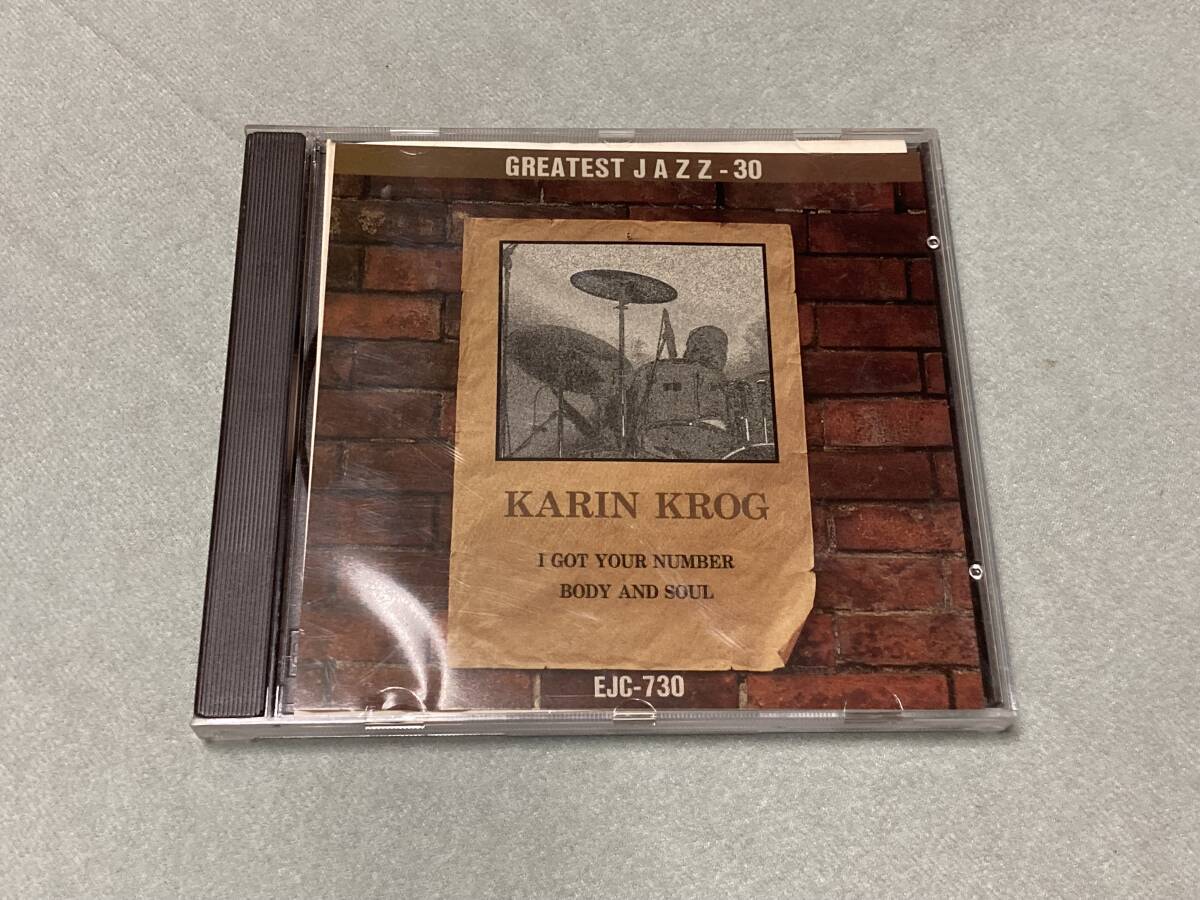 GREATEST JAZZ-30
KARIN KROG
I GOT YOUR NUMBER
BODY AND SOUL
EJC-730